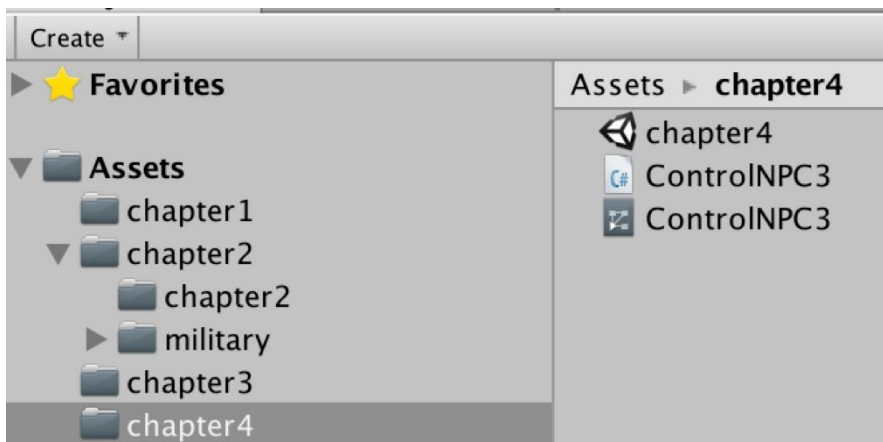 Create
Favorites
Assets
chapter1
chapter2
chapter2
military
chapter3
chapter4
Assets ▸ chapter4
chapter4
C# ControlNPC3
ControlNPC3